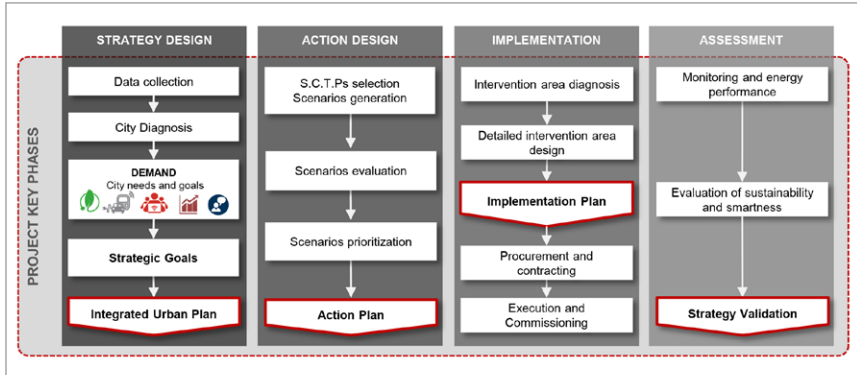 PROJECT KEY PHASES
STRATEGY DESIGN
Data collection
City Diagnosis
DEMAND
City needs and goals
Strategic Goals
Integrated Urban Plan
ACTION DESIGN
S.C.T.Ps selection
Scenarios generation
Scenarios evaluation
Scenarios prioritization
Action Plan
IMPLEMENTATION
Intervention area diagnosis
Detailed intervention area
design
Implementation Plan
Procurement and
contracting
Execution and
Commissioning
ASSESSMENT
Monitoring and energy
performance
Evaluation of sustainability
and smartness
Strategy Validation